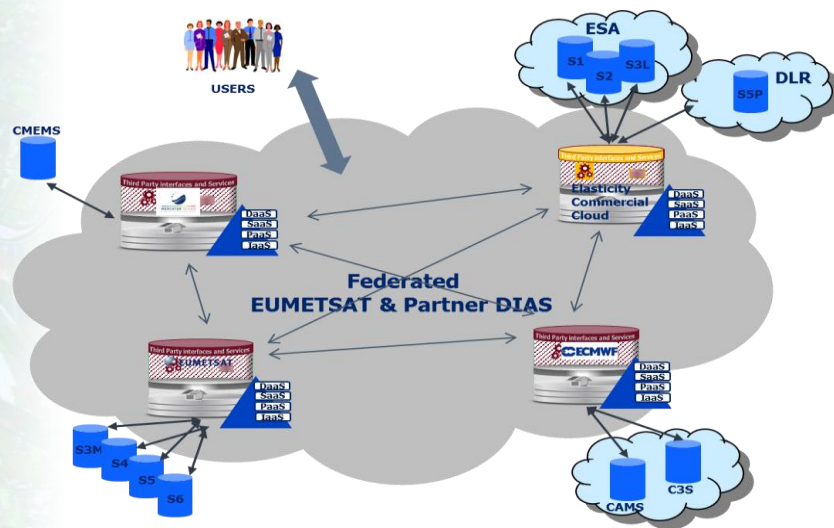 USERS
ESA
S1
S2
S3L
DLR
S5P
CMEMS
Third Party Interfaces and Services
DaaS
SaaS
PaaS
IaaS
Third Party Interfaces and Services
Elasticity
Commercial
Cloud
DaaS
SaaS
PaaS
IaaS
Federated
EUMETSAT & Partner DIAS
Third Party Interfaces and Services
EUMETSAT
DaaS
SaaS
PaaS
IaaS
Third Party Interfaces and Services
ECMWF
DaaS
SaaS
PaaS
IaaS
S3M
S4
S5
S6
CAMS
C3S